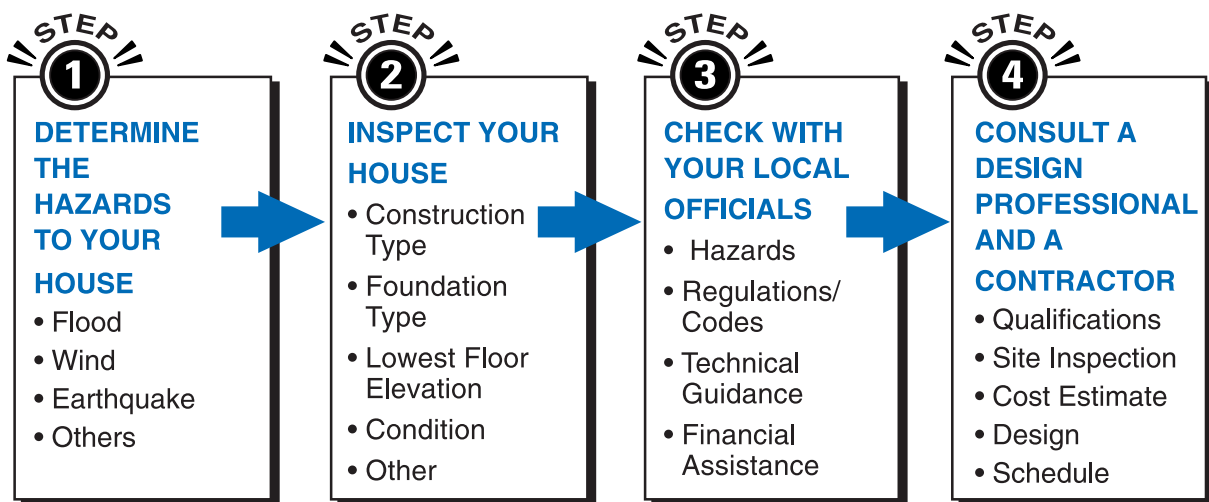 STEP
1
DETERMINE
THE
HAZARDS
TO YOUR
HOUSE
• Flood
• Wind
• Earthquake
• Others
STEP
2
INSPECT YOUR
HOUSE
• Construction
Type
• Foundation
Type
• Lowest Floor
Elevation
• Condition
• Other
STEP
3
CHECK WITH
YOUR LOCAL
OFFICIALS
• Hazards
• Regulations/
Codes
• Technical
Guidance
• Financial
Assistance
STEP
4
CONSULT A
DESIGN
PROFESSIONAL
AND A
CONTRACTOR
• Qualifications
• Site Inspection
• Cost Estimate
• Design
• Schedule